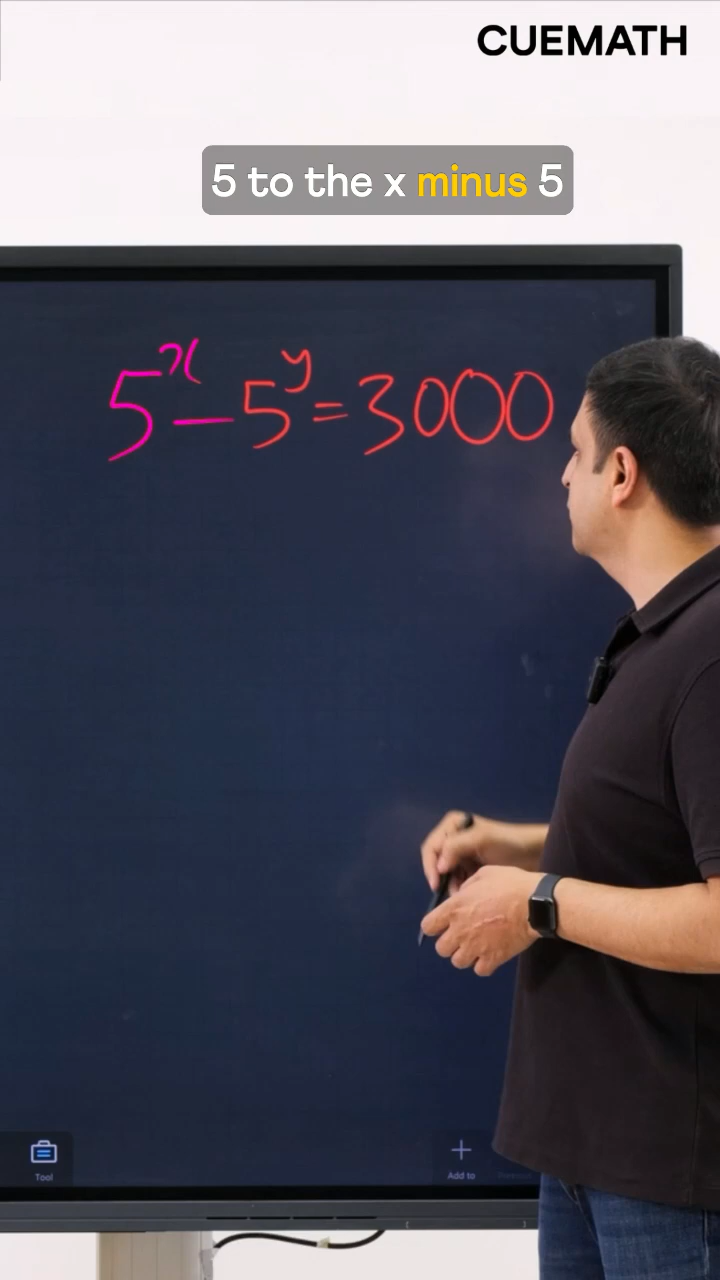 CUEMATH
5 to the x minus 5
5^x - 5^y = 3000
Tool
Add to